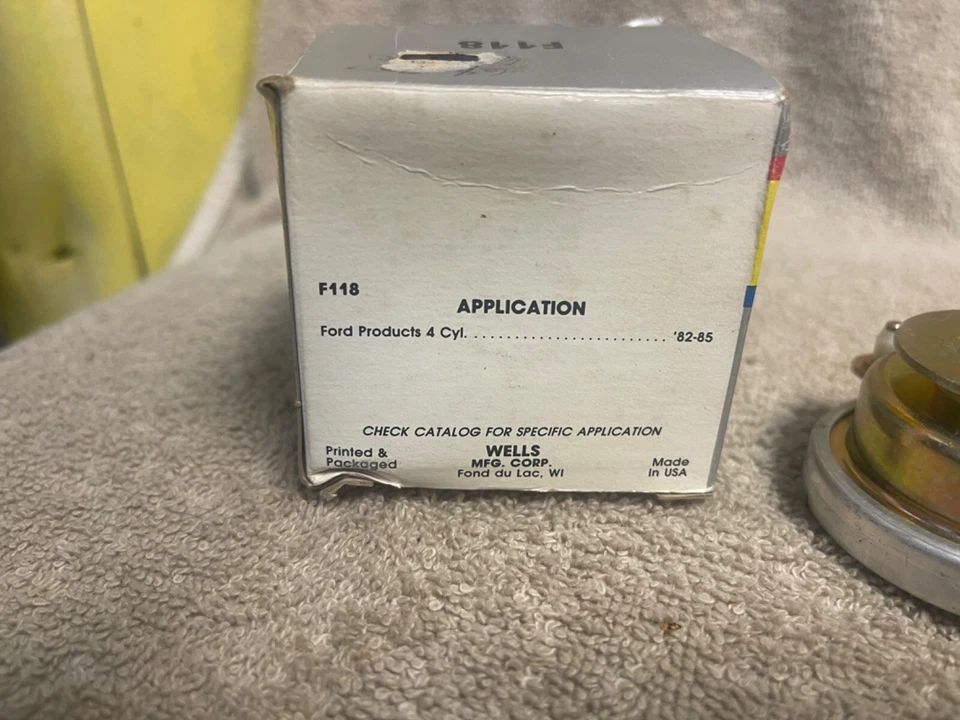 F118
F118
APPLICATION
Ford Products 4 Cyl. . . . . . . . . . . . . . . . . . . . . . . . . '82-85
CHECK CATALOG FOR SPECIFIC APPLICATION
Printed & Packaged
WELLS
MFG. CORP.
Fond du Lac, WI
Made In USA